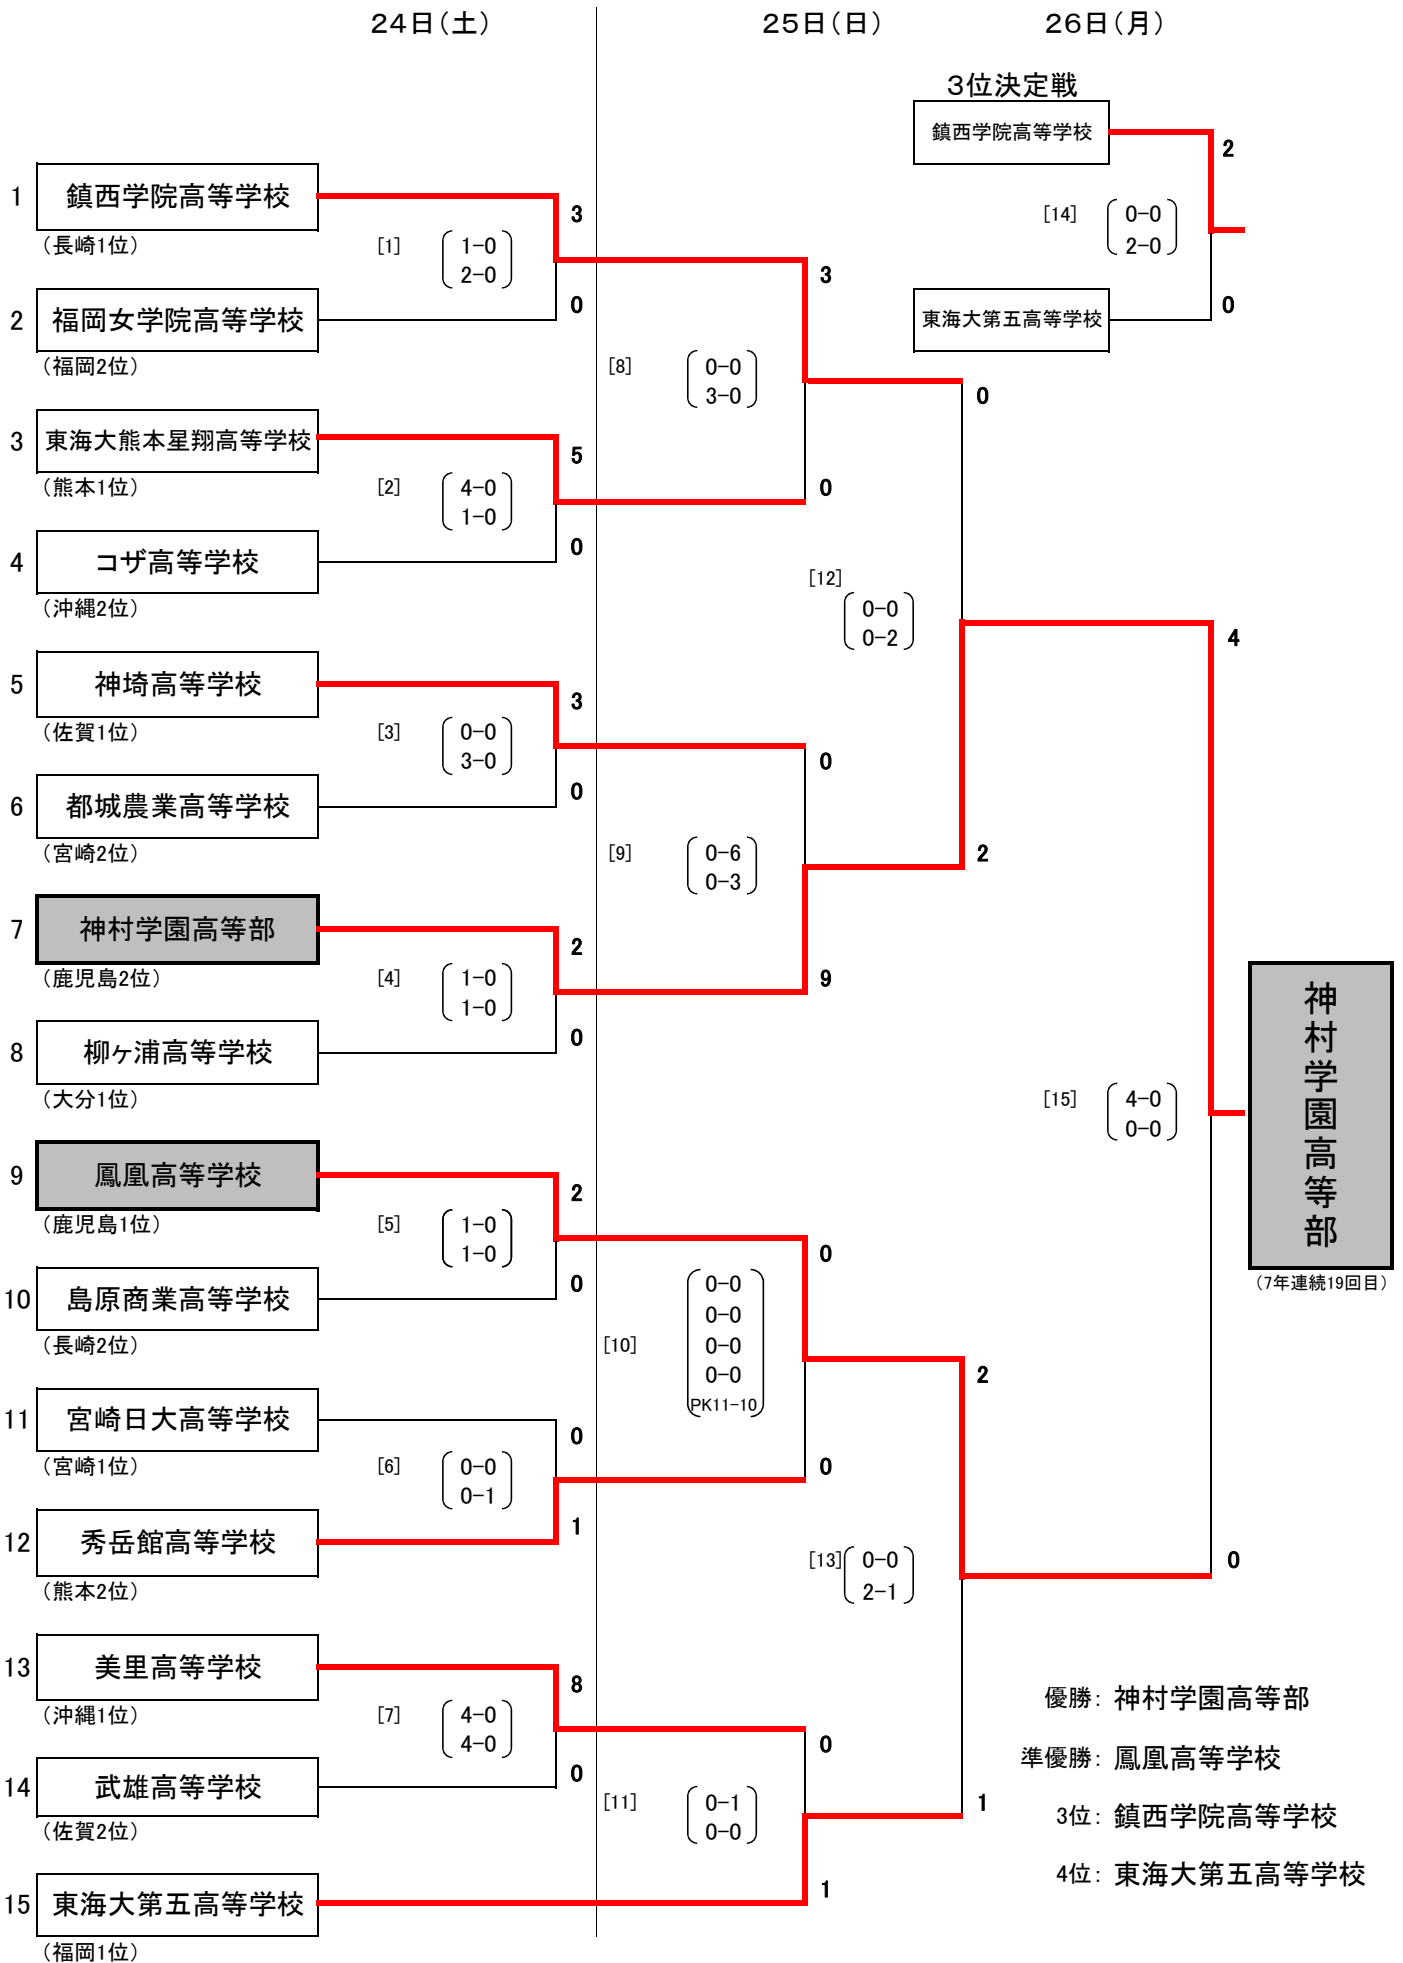 24日（土）
25日（日）
26日（月）
3位決定戦
鎮西学院高等学校
2
[14]
0-0
2-0
東海大第五高等学校
0
1
鎮西学院高等学校
（長崎1位）
3
[1]
1-0
2-0
2
福岡女学院高等学校
（福岡2位）
0
3
[8]
0-0
3-0
0
3
東海大熊本星翔高等学校
（熊本1位）
5
[2]
4-0
1-0
0
4
コザ高等学校
（沖縄2位）
0
[12]
0-0
0-2
4
5
神埼高等学校
（佐賀1位）
3
[3]
0-0
3-0
0
6
都城農業高等学校
（宮崎2位）
0
[9]
0-6
0-3
2
7
神村学園高等部
（鹿児島2位）
2
[4]
1-0
1-0
9
8
柳ヶ浦高等学校
（大分1位）
0
[15]
4-0
0-0
神村学園高等部
（7年連続19回目）
9
鳳凰高等学校
（鹿児島1位）
2
[5]
1-0
1-0
0
10
島原商業高等学校
（長崎2位）
0
[10]
0-0
0-0
0-0
0-0
PK11-10
2
11
宮崎日大高等学校
（宮崎1位）
0
[6]
0-0
0-1
0
12
秀岳館高等学校
（熊本2位）
1
[13]
0-0
2-1
0
13
美里高等学校
（沖縄1位）
8
[7]
4-0
4-0
0
14
武雄高等学校
（佐賀2位）
0
[11]
0-1
0-0
1
15
東海大第五高等学校
（福岡1位）
1
優勝： 神村学園高等部
準優勝： 鳳凰高等学校
3位： 鎮西学院高等学校
4位： 東海大第五高等学校